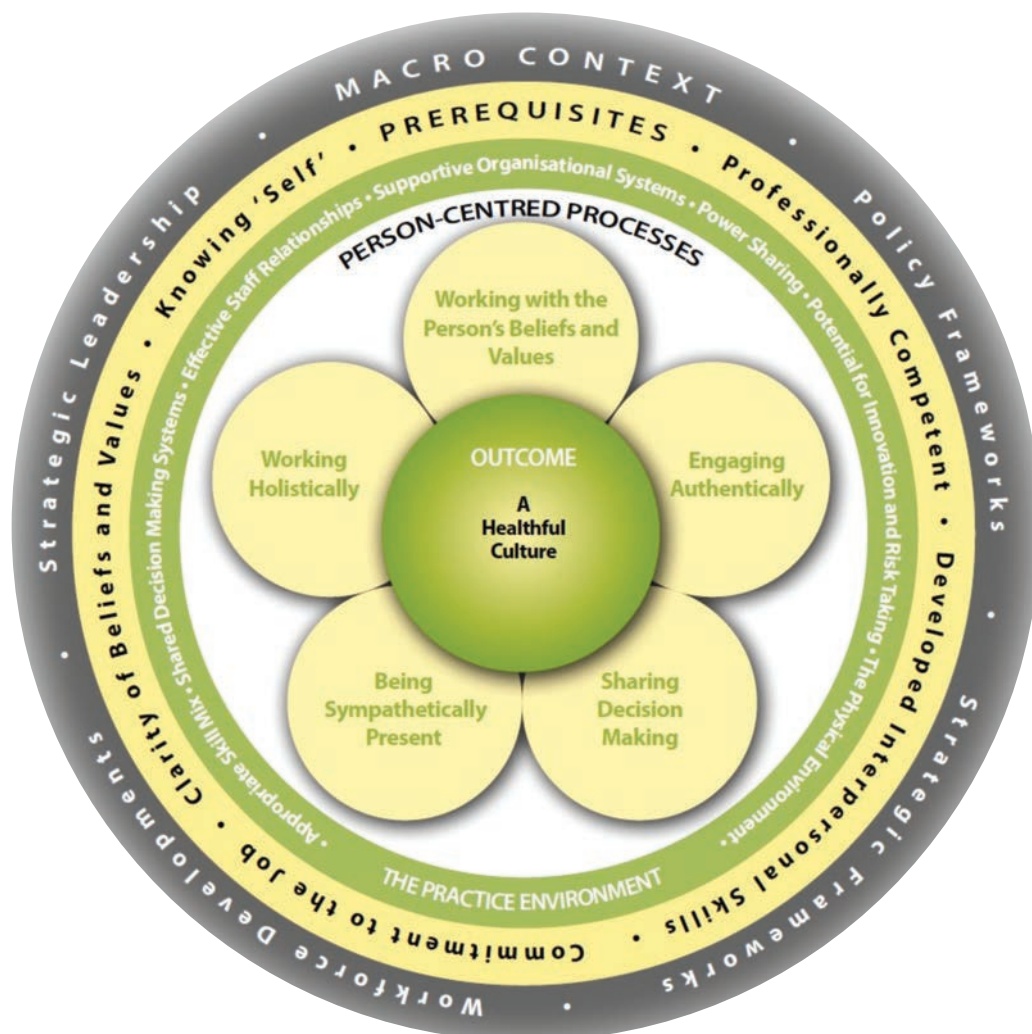 MACRO CONTEXT
• Policy Frameworks
• Strategic Frameworks
• Workforce Developments
• Strategic Leadership •
PREREQUISITES
• Professionally Competent
• Developed Interpersonal Skills
• Commitment to the Job
• Clarity of Beliefs and Values
• Knowing 'Self' •
THE PRACTICE ENVIRONMENT
• Appropriate Skill Mix • Shared Decision Making Systems • Effective Staff Relationships • Supportive Organisational Systems • Power Sharing • Potential for Innovation and Risk Taking • The Physical Environment •
PERSON-CENTRED PROCESSES
Working with the
Person's Beliefs and
Values
Engaging
Authentically
Sharing
Decision
Making
Being
Sympathetically
Present
Working
Holistically
OUTCOME
A
Healthful
Culture